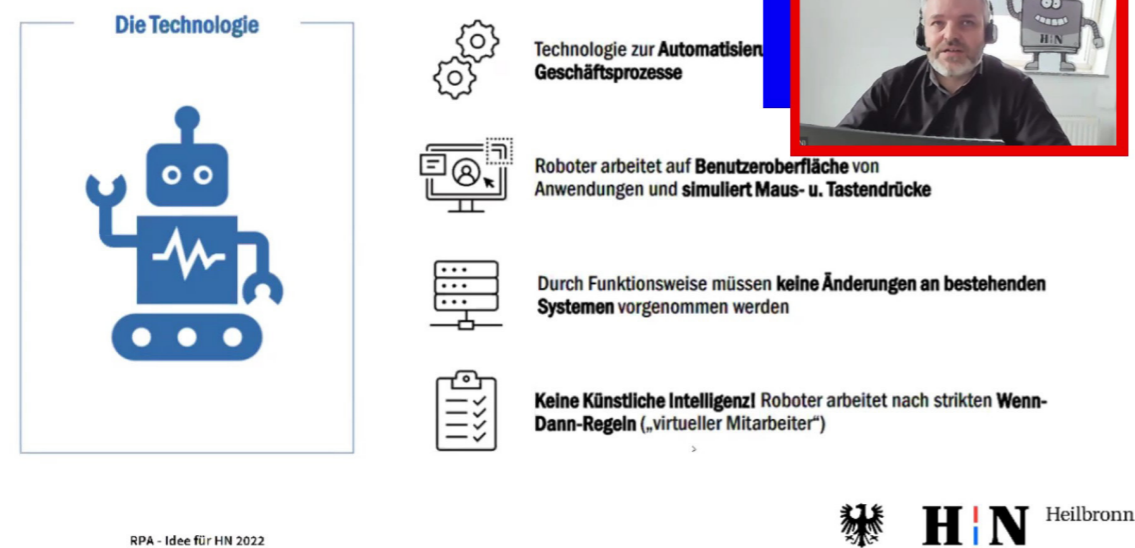 Die Technologie
Technologie zur Automatisieru
Geschäftsprozesse
Roboter arbeitet auf Benutzeroberfläche von
Anwendungen und simuliert Maus- u. Tastendrücke
Durch Funktionsweise müssen keine Änderungen an bestehenden
Systemen vorgenommen werden
Keine Künstliche Intelligenz! Roboter arbeitet nach strikten Wenn-
Dann-Regeln („virtueller Mitarbeiter“)
RPA - Idee für HN 2022
H¦N Heilbronn
H¦N